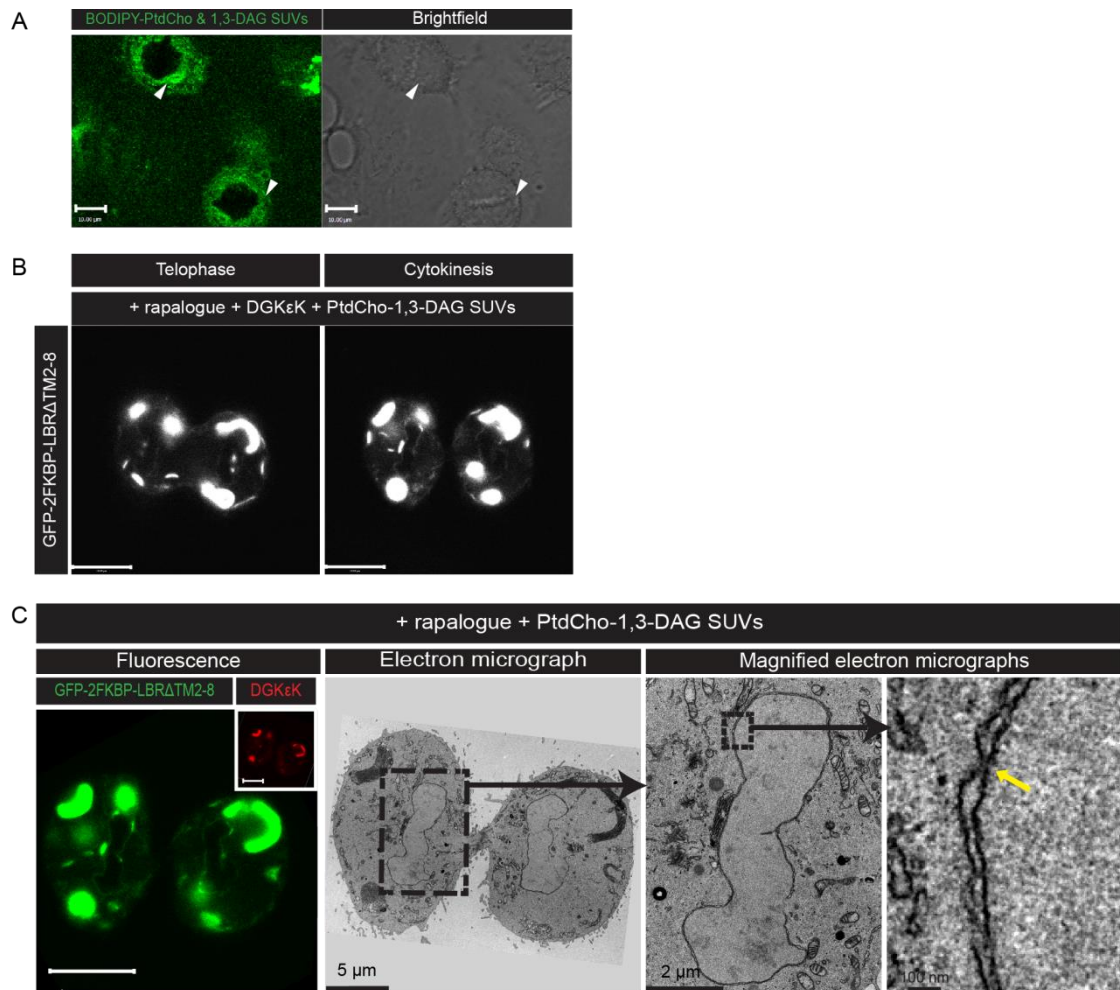 A
BODIPY-PtdCho & 1,3-DAG SUVs
Brightfield
10.00 µm
10.00 µm
B
Telophase
Cytokinesis
+ rapalogue + DGKεK + PtdCho-1,3-DAG SUVs
GFP-2FKBP-LBRΔTM2-8
C
+ rapalogue + PtdCho-1,3-DAG SUVs
Fluorescence
Electron micrograph
Magnified electron micrographs
GFP-2FKBP-LBRΔTM2-8
DGKεK
5 µm
2 µm
100 nm